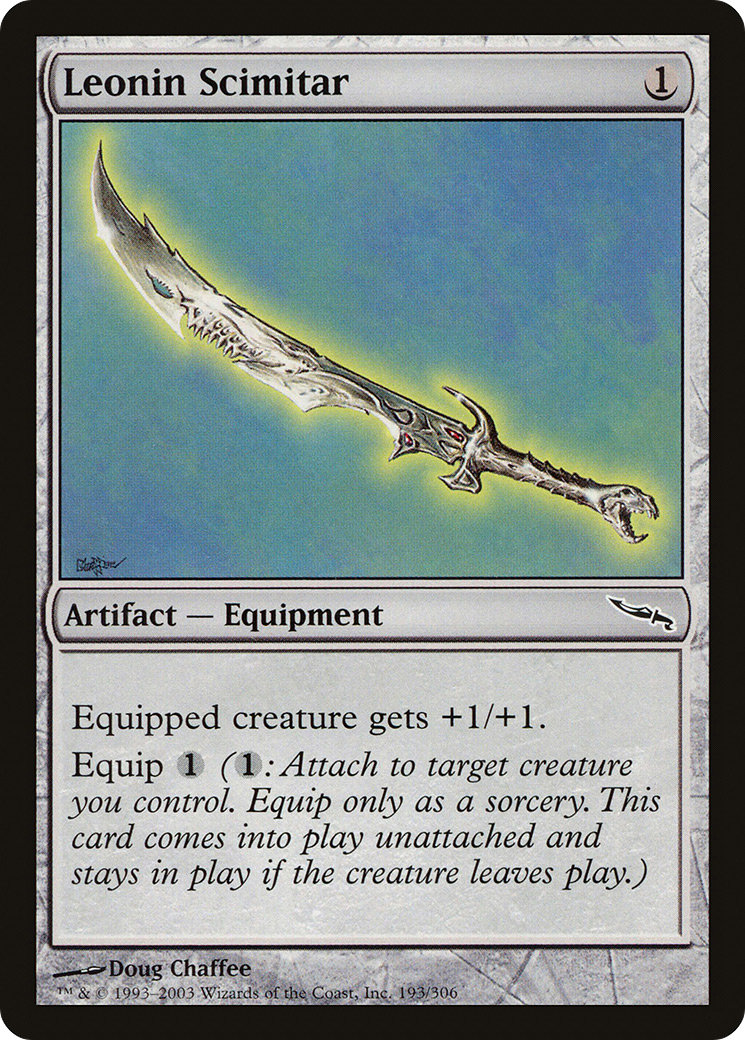 Leonin Scimitar 1
Artifact — Equipment
Equipped creature gets +1/+1.
Equip 1 (1: Attach to target creature
you control. Equip only as a sorcery. This
card comes into play unattached and
stays in play if the creature leaves play.)
Doug Chaffee
™ & © 1993–2003 Wizards of the Coast, Inc. 193/306